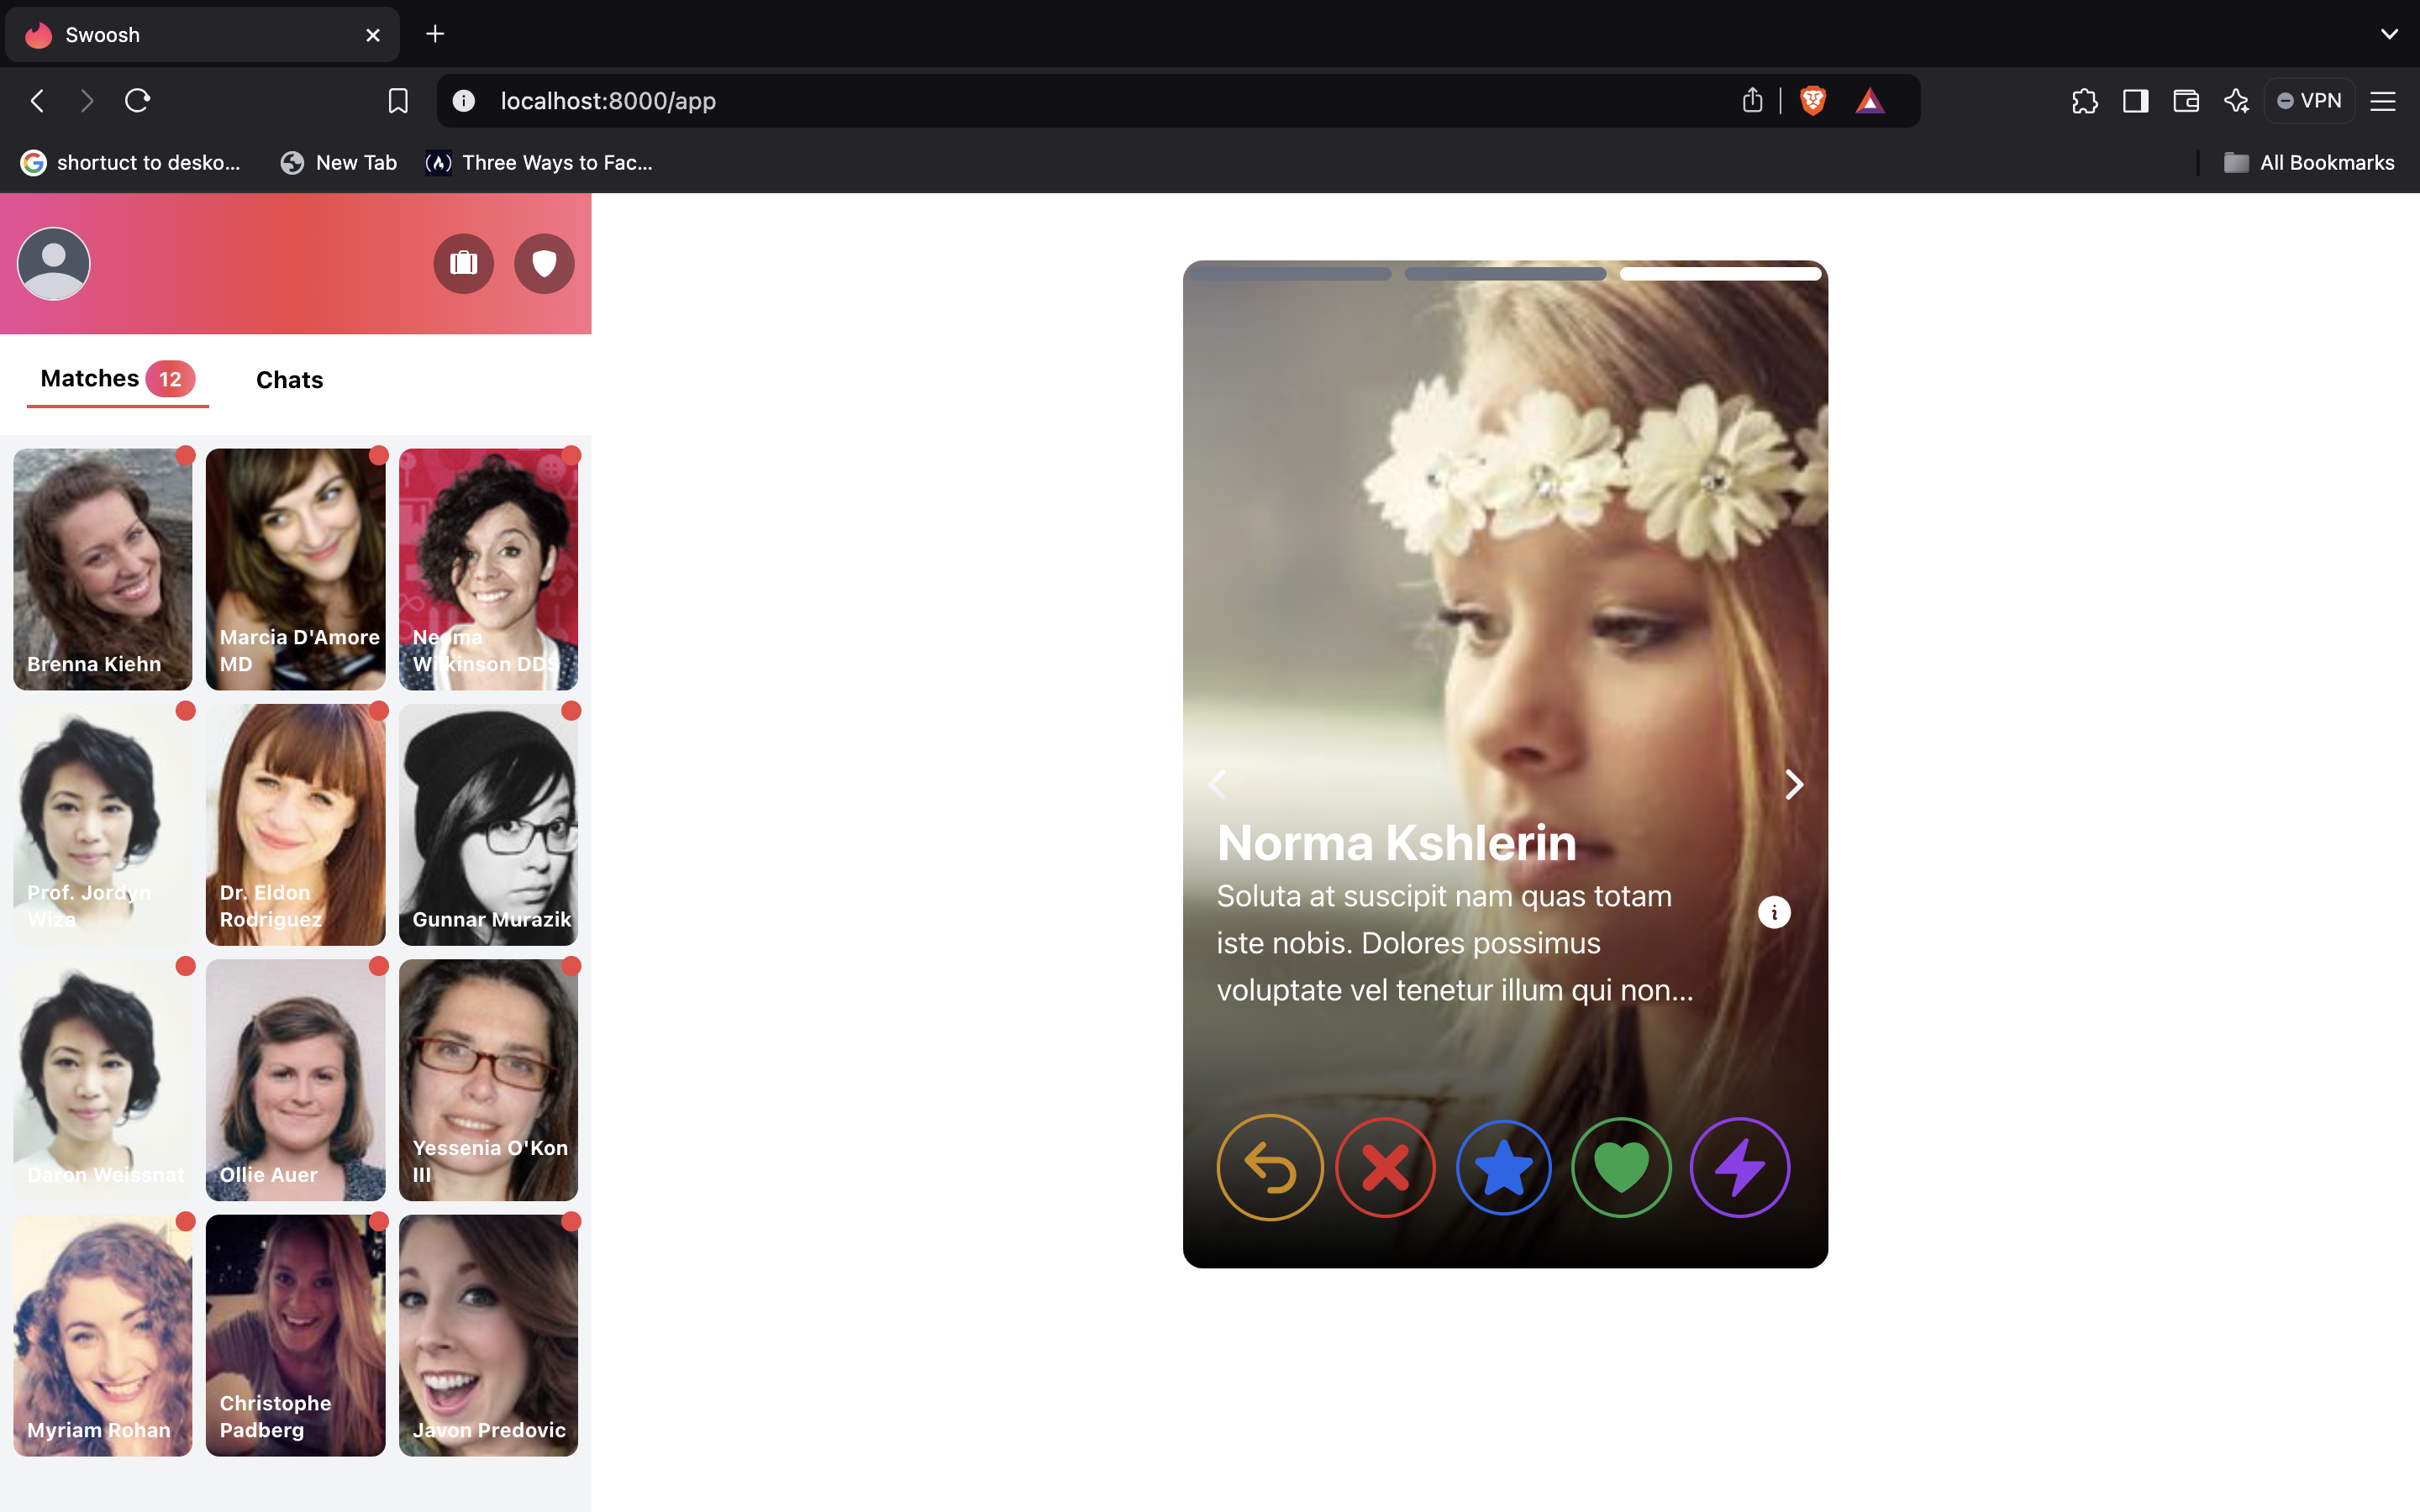 Swoosh
localhost:8000/app
VPN
shortuct to desko...
New Tab
Three Ways to Fac...
All Bookmarks
Matches 12
Chats
Brenna Kiehn
Marcia D'Amore
MD
Neoma
Wilkinson DDS
Prof. Jordyn
Wiza
Dr. Eldon
Rodriguez
Gunnar Murazik
Daron Weissnat
Ollie Auer
Yessenia O'Kon
III
Myriam Rohan
Christophe
Padberg
Javon Predovic
Norma Kshlerin
Soluta at suscipit nam quas totam
iste nobis. Dolores possimus
voluptate vel tenetur illum qui non...